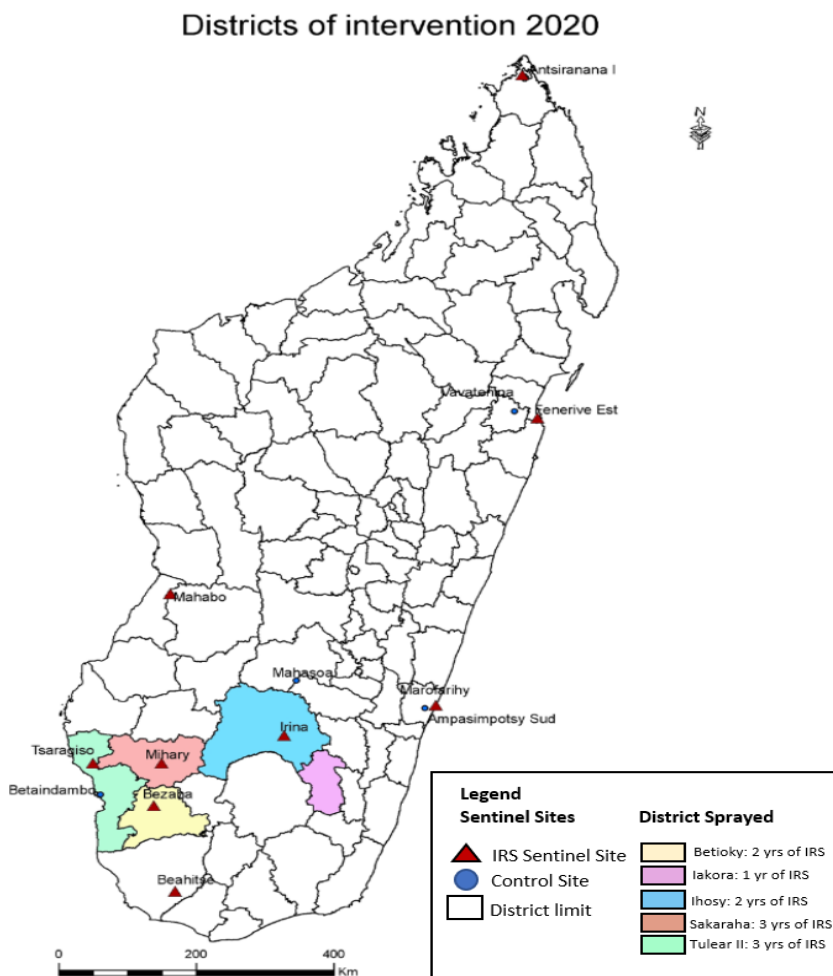 Districts of intervention 2020
Antsiranana I
N
Vavatenina
Fenerive Est
Mahabo
Mahasoa
Marofarihy
Ampasimpotsy Sud
Irina
Tsaragiso
Mihary
Betaindambo
Bezaha
Beahitse
Legend
Sentinel Sites
IRS Sentinel Site
Control Site
District limit
District Sprayed
Betioky: 2 yrs of IRS
Iakora: 1 yr of IRS
Ihosy: 2 yrs of IRS
Sakaraha: 3 yrs of IRS
Tulear II: 3 yrs of IRS
0 200 400
Km